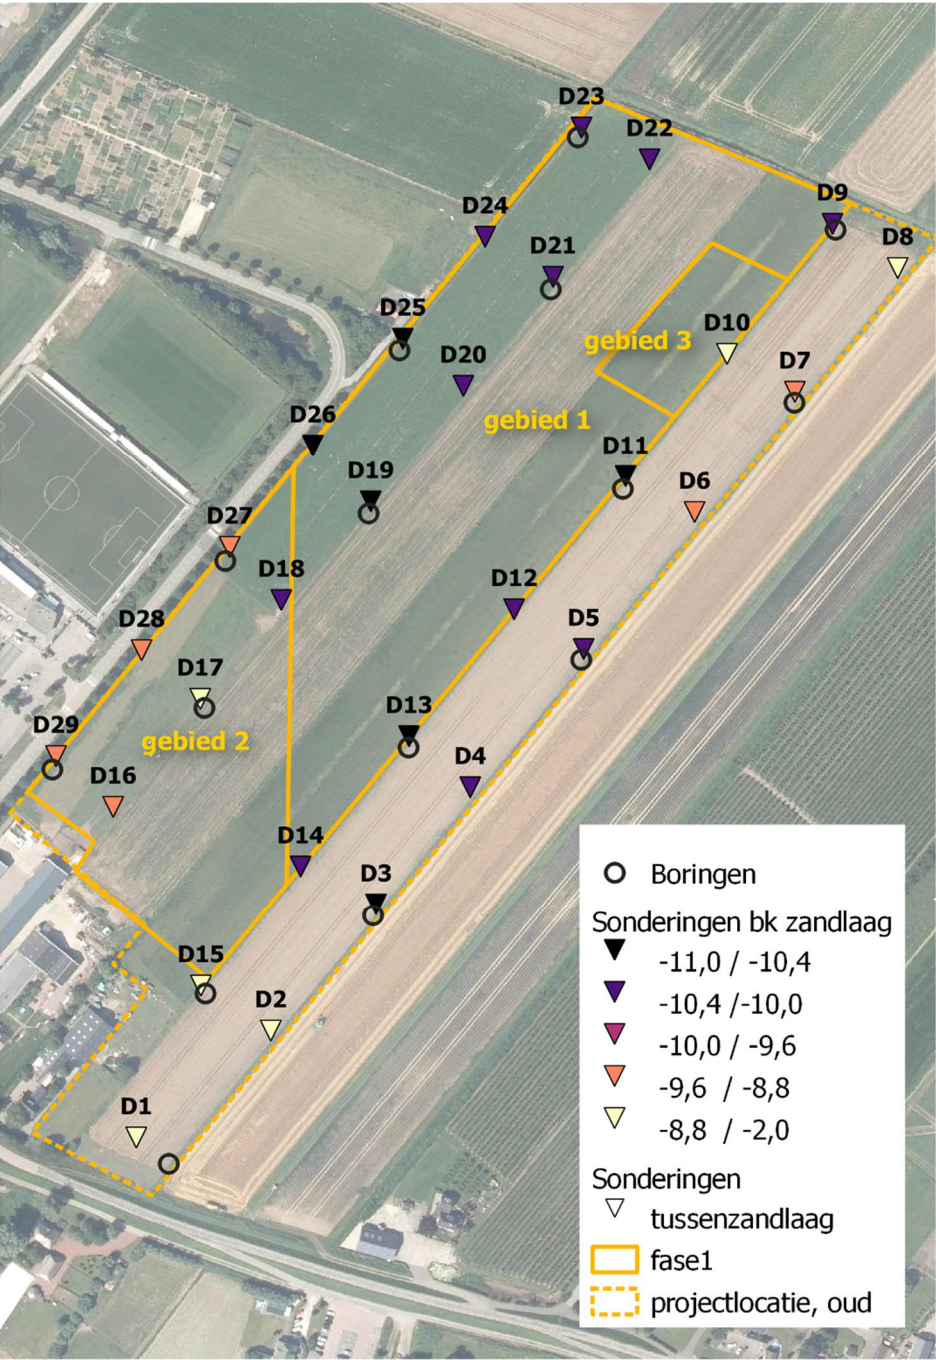 D23
D22
D9
D24
D8
D21
D25
D10
gebied 3
D20
D7
D26
gebied 1
D11
D19
D6
D27
D18
D12
D28
D5
D17
D13
D29
gebied 2
D4
D16
D14
D3
D15
D2
D1
Boringen
Sonderingen bk zandlaag
-11,0 / -10,4
-10,4 /-10,0
-10,0 / -9,6
-9,6 / -8,8
-8,8 / -2,0
Sonderingen
tussenzandlaag
fase1
projectlocatie, oud